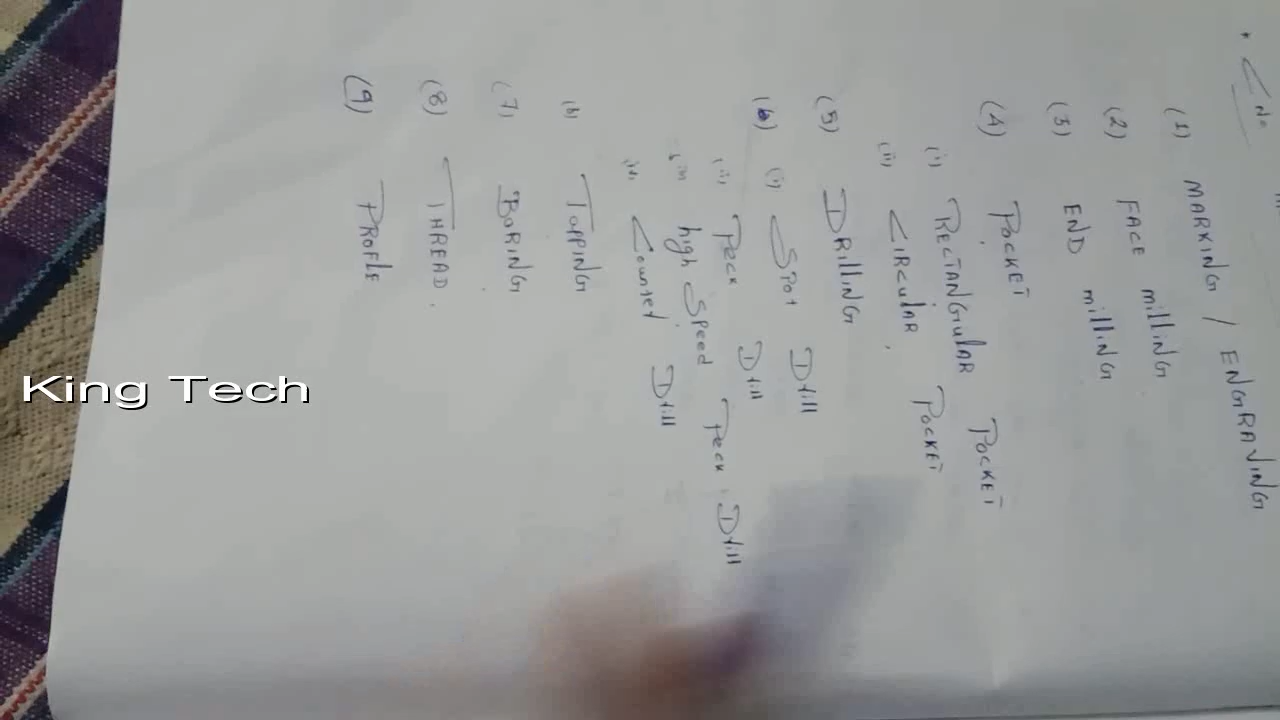 (1) MARKING / ENGRAVING
(2) FACE millING
(3) END millING
(4) POCKET
(i) RECTANGulAR POCKET
(ii) CIRculAR POCKET
(5) DRIllING
(6) (i) Spot Drill
(ii) Peck Drill
(iii) high Speed Peck Drill
(iv) Counter Drill
TAPPING
(7) BORING
(8) THREAD.
(9) PROFLE
King Tech